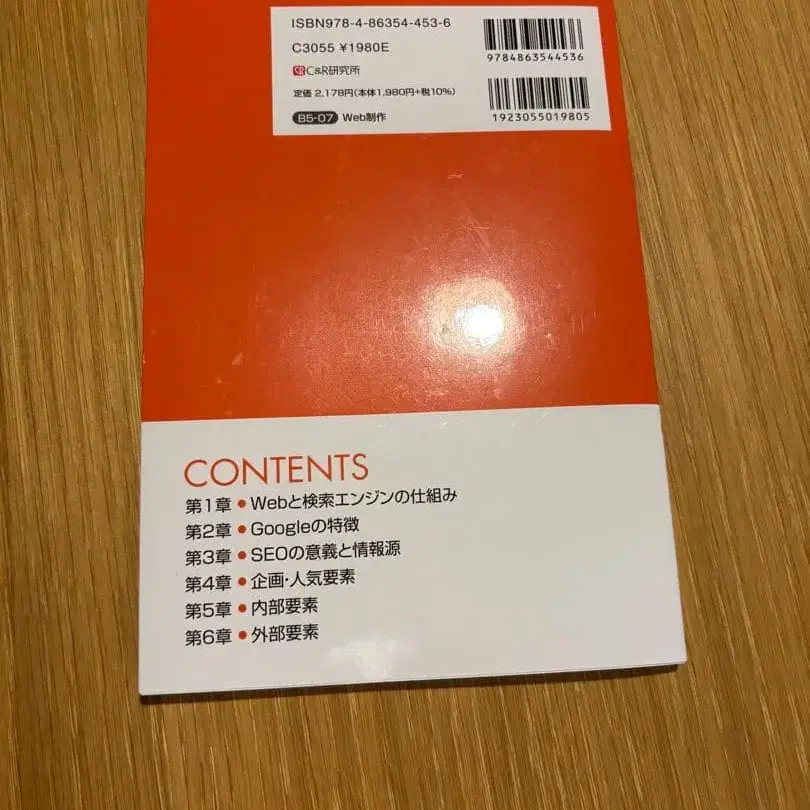 ISBN978-4-86354-453-6
C3055 ¥1980E
C&R研究所
定価 2,178円(本体1,980円+税10%)
B5-07 Web制作
9784863544536
1923055019805
CONTENTS
第1章 ● Webと検索エンジンの仕組み
第2章 ● Googleの特徴
第3章 ● SEOの意義と情報源
第4章 ● 企画・人気要素
第5章 ● 内部要素
第6章 ● 外部要素